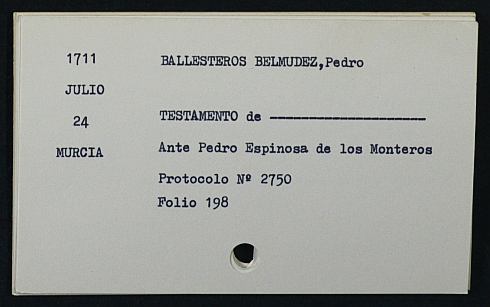 1711 BALLESTEROS BELMUDEZ,Pedro
JULIO
24 TESTAMENTO de ---------------------
MURCIA Ante Pedro Espinosa de los Monteros
Protocolo Nº 2750
Folio 198